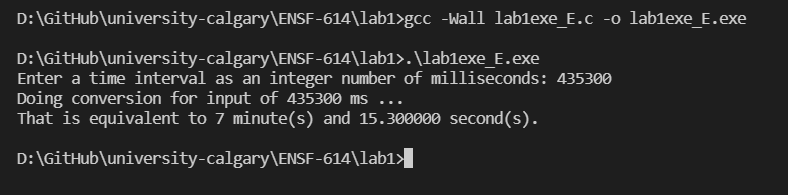 D:\GitHub\university-calgary\ENSF-614\lab1>gcc -Wall lab1exe_E.c -o lab1exe_E.exe
D:\GitHub\university-calgary\ENSF-614\lab1>.\lab1exe_E.exe
Enter a time interval as an integer number of milliseconds: 435300
Doing conversion for input of 435300 ms ...
That is equivalent to 7 minute(s) and 15.300000 second(s).
D:\GitHub\university-calgary\ENSF-614\lab1>